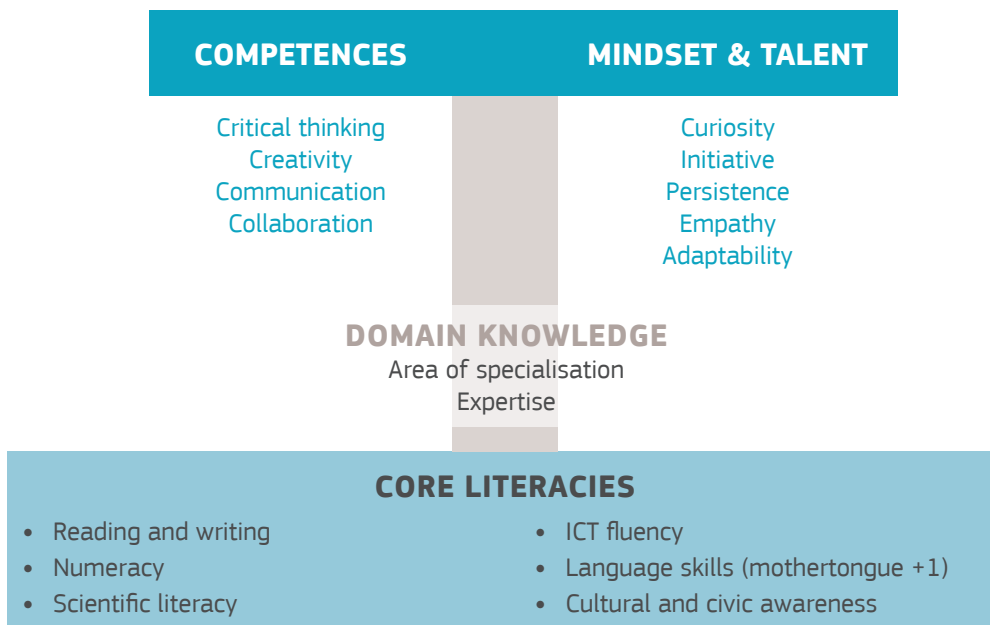 COMPETENCES
MINDSET & TALENT
Critical thinking
Creativity
Communication
Collaboration
Curiosity
Initiative
Persistence
Empathy
Adaptability
DOMAIN KNOWLEDGE
Area of specialisation
Expertise
CORE LITERACIES
• Reading and writing
• Numeracy
• Scientific literacy
• ICT fluency
• Language skills (mothertongue +1)
• Cultural and civic awareness